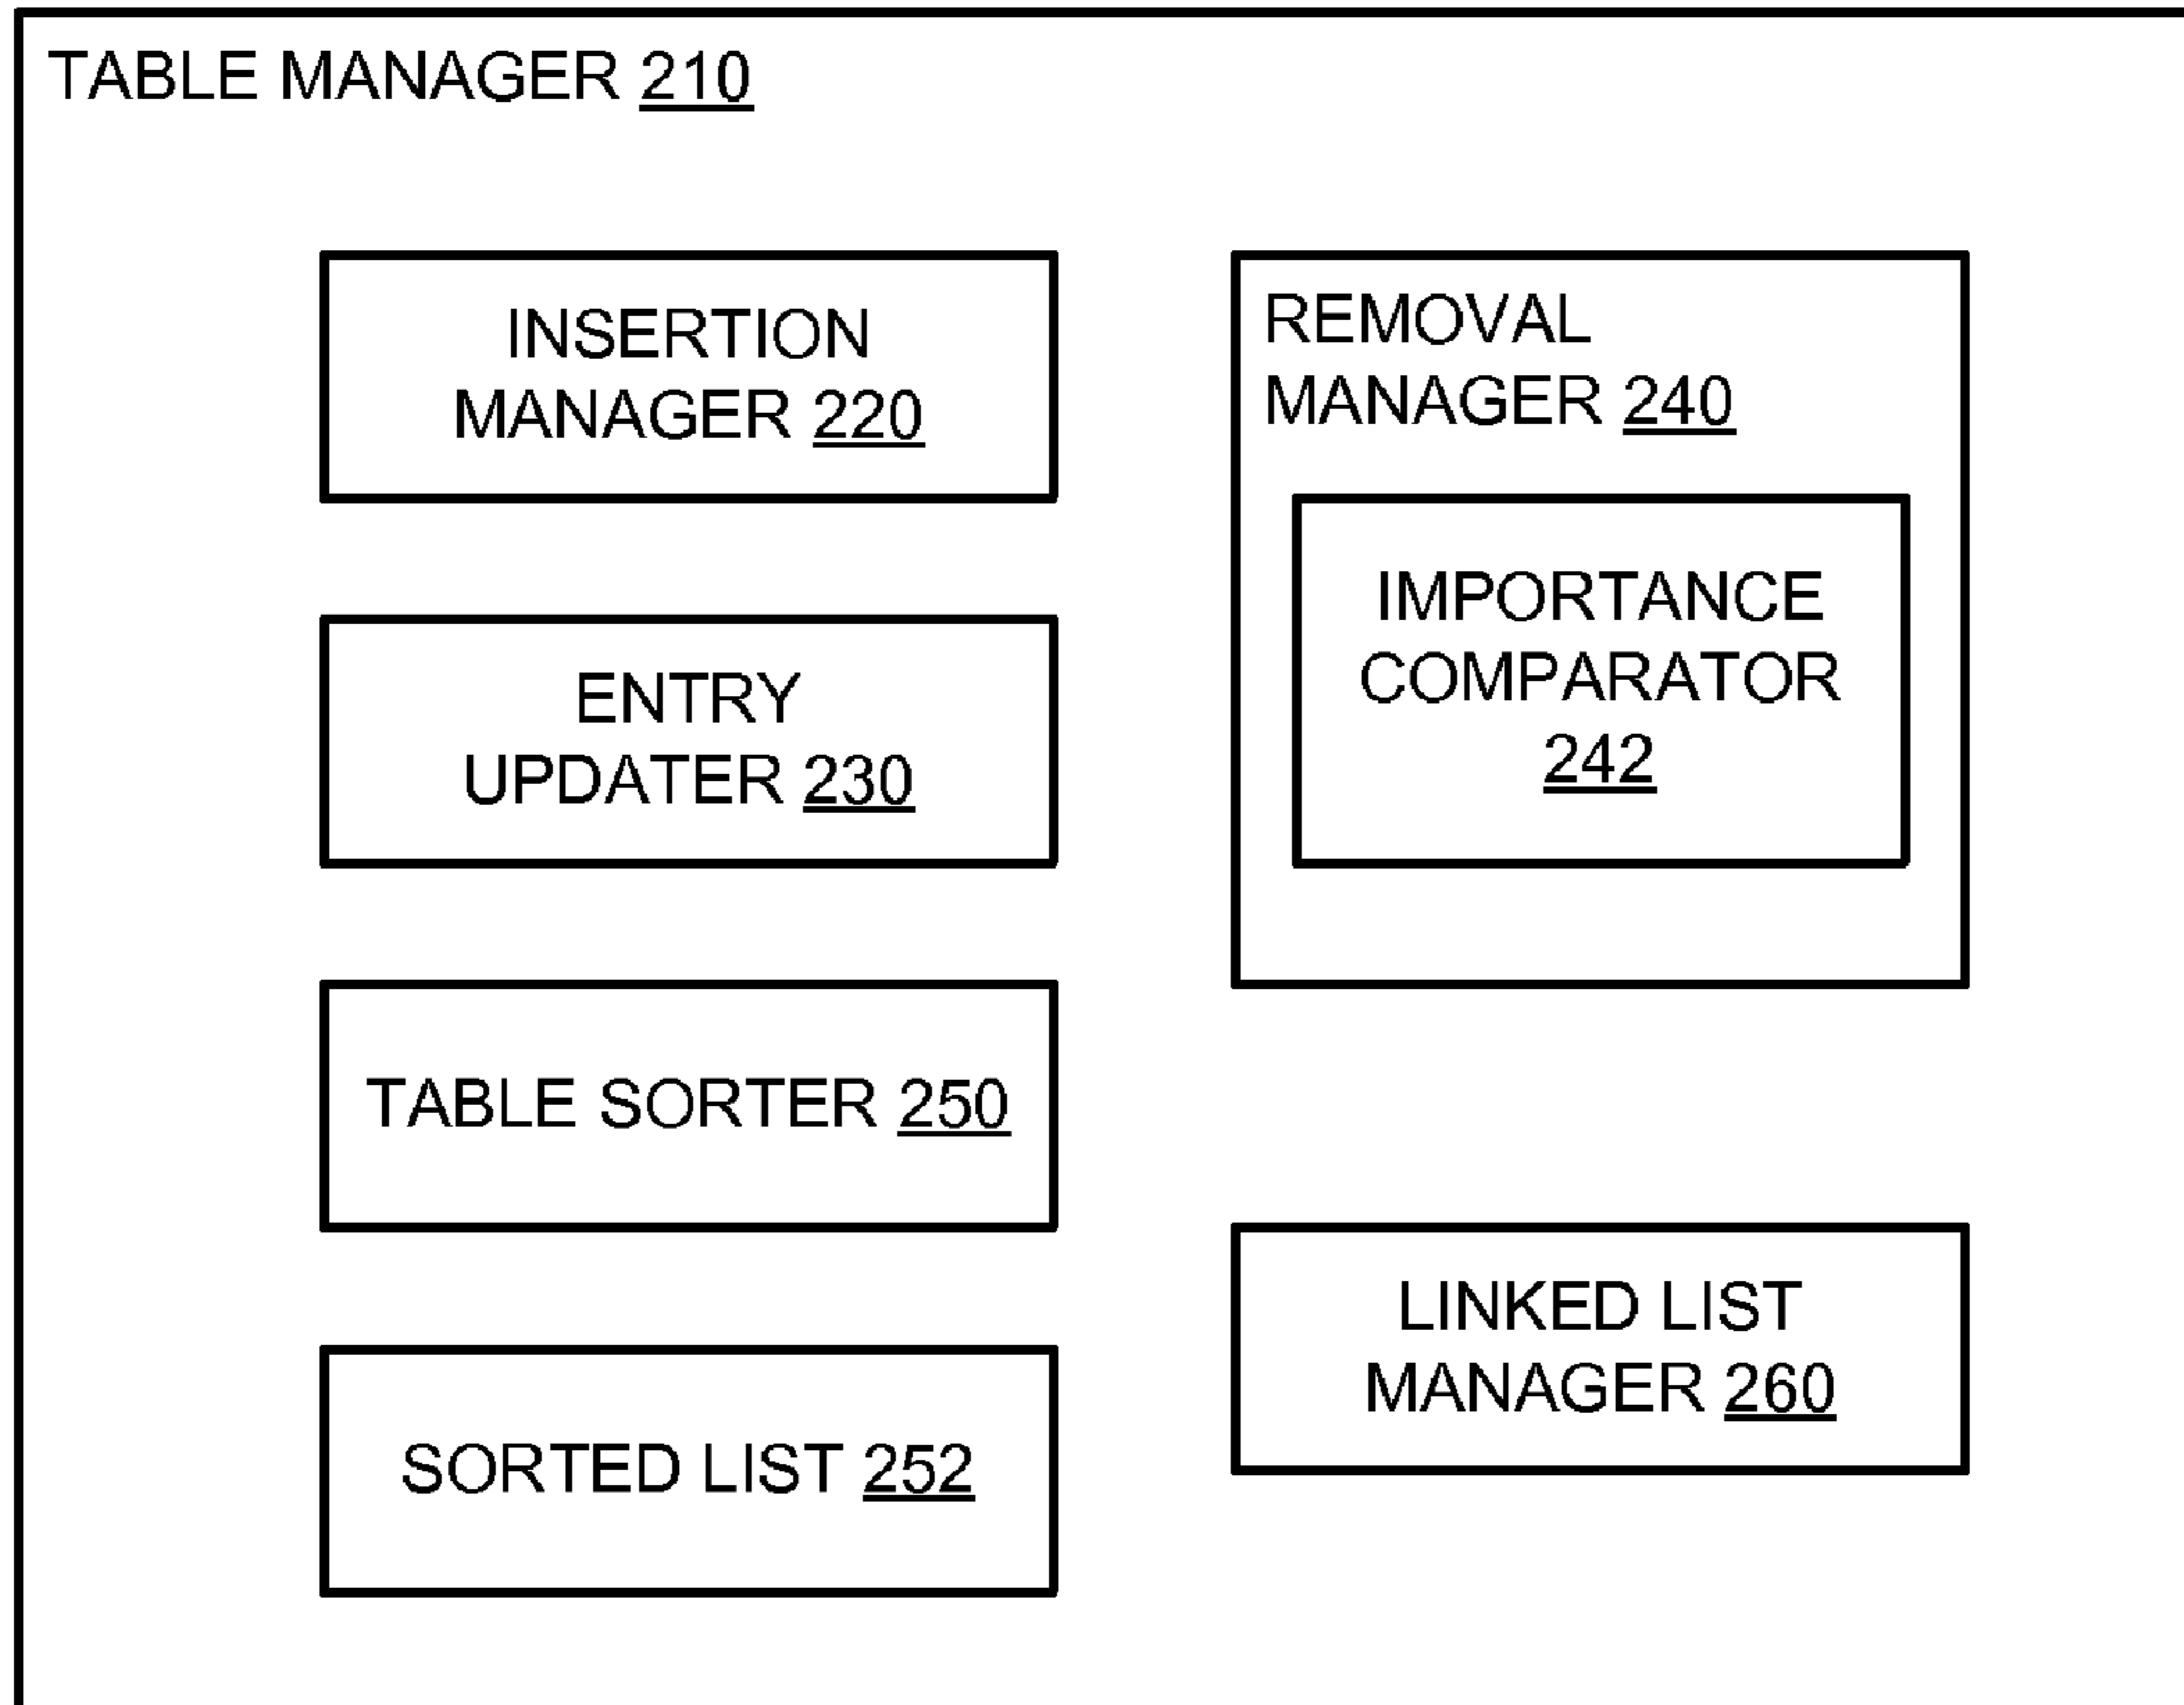 TABLE MANAGER 210
INSERTION
MANAGER 220
ENTRY
UPDATER 230
TABLE SORTER 250
SORTED LIST 252
REMOVAL
MANAGER 240
IMPORTANCE
COMPARATOR
242
LINKED LIST
MANAGER 260